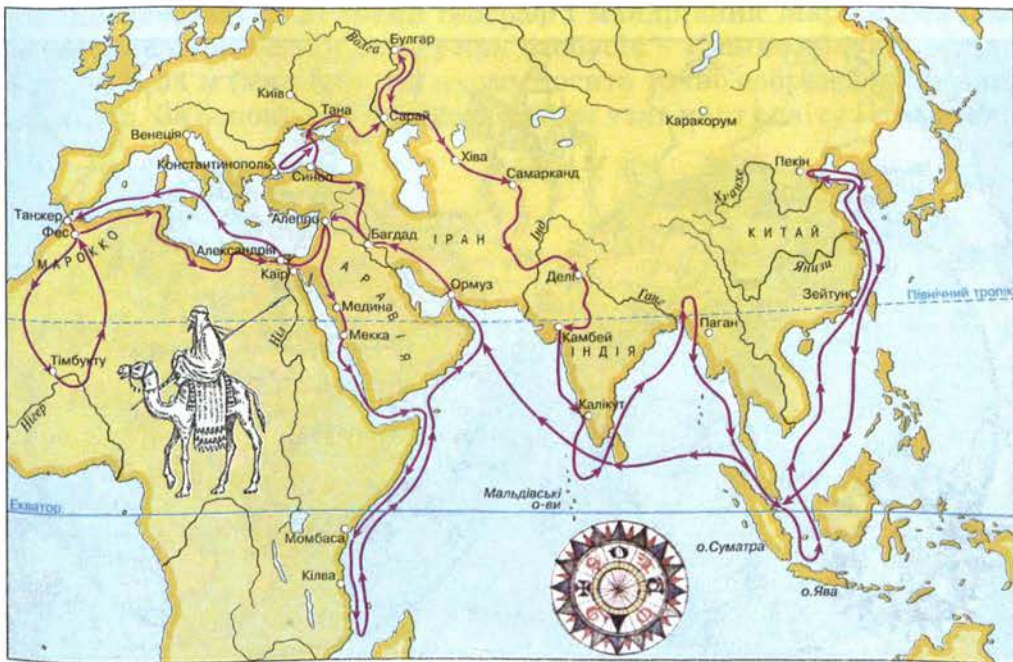 Булгар
Волга
Київ
Тана
Сарай
Каракорум
Венеція
Хіва
Константинополь
Синоп
Самарканд
Пекін
Хуанхе
Танжер
Фес
МАРОККО
Алеппо
Багдад
ІРАН
Інд
КИТАЙ
Александрія
Каїр
АРАВІЯ
Делі
Янцзи
Ормуз
Ганг
Зейтун
Північний тропік
Медина
Мекка
Ніл
Камбей
ІНДІЯ
Паган
Тімбукту
Нігер
Калікут
Мальдівські
о-ви
Екватор
Момбаса
о.Суматра
Кілва
о.Ява